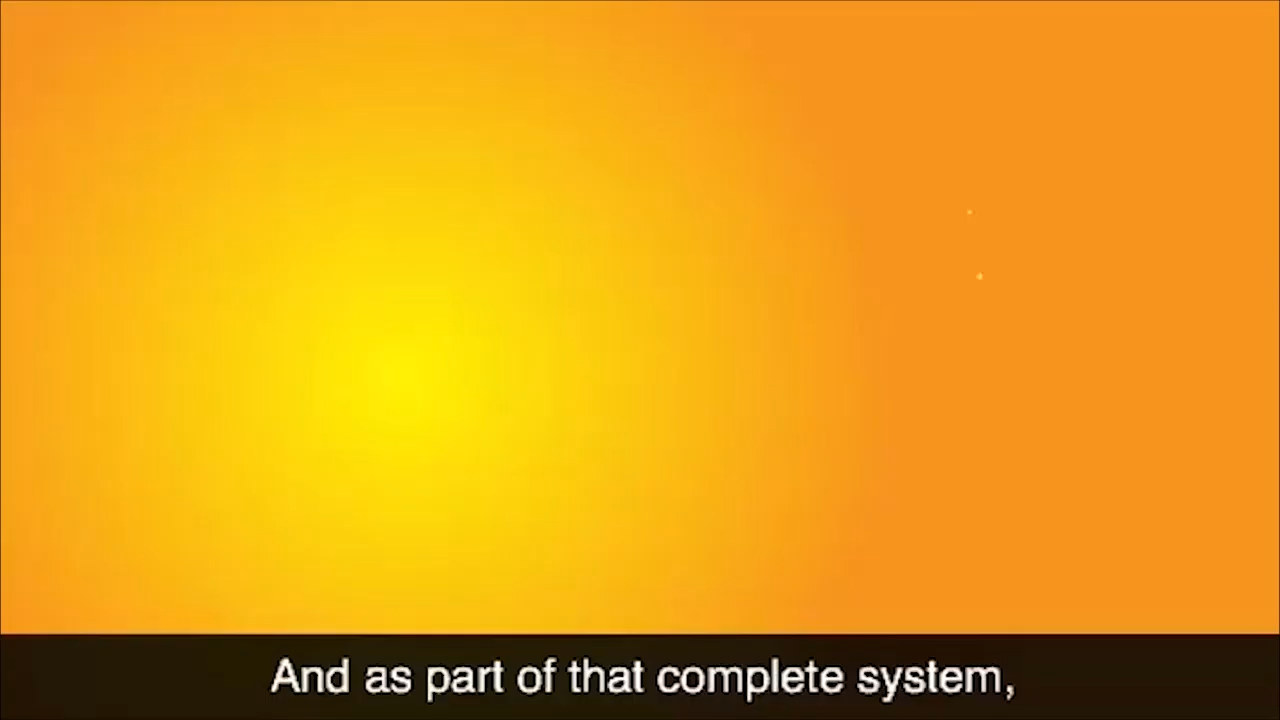 And as part of that complete system,